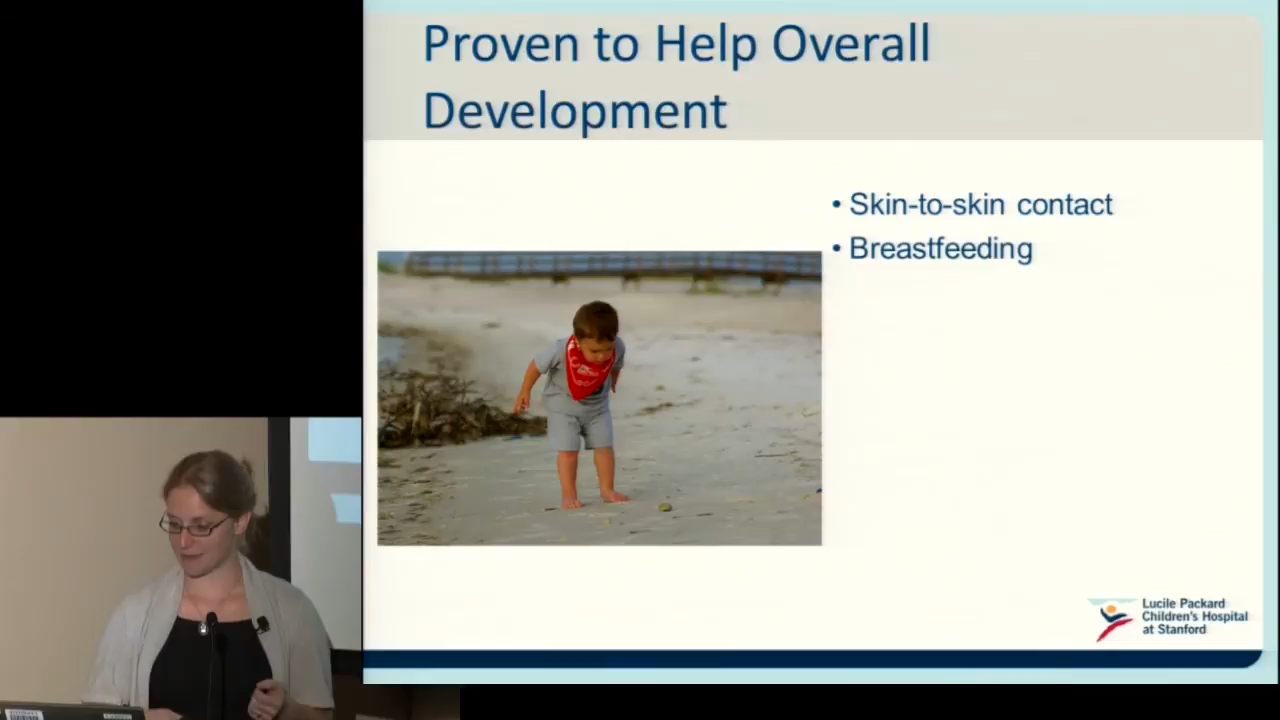 Proven to Help Overall
Development
• Skin-to-skin contact
• Breastfeeding
Lucile Packard
Children's Hospital
at Stanford